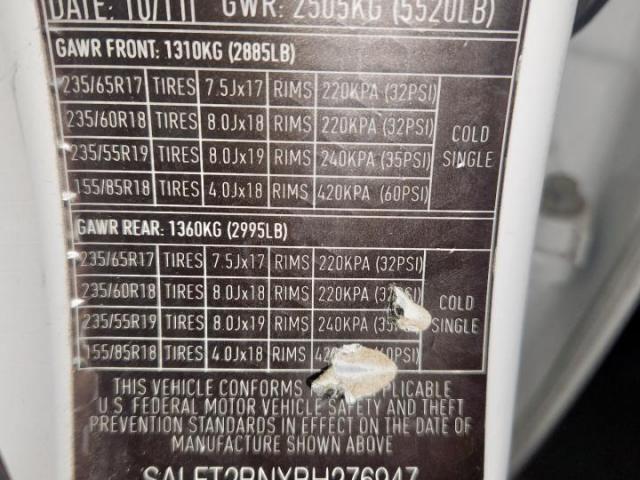 DATE: 10/11 GWR: 2505KG (5520LB)
GAWR FRONT: 1310KG (2885LB)
235/65R17 TIRES 7.5Jx17 RIMS 220KPA (32PSI)
235/60R18 TIRES 8.0Jx18 RIMS 220KPA (32PSI)
235/55R19 TIRES 8.0Jx19 RIMS 240KPA (35PSI)
155/85R18 TIRES 4.0Jx18 RIMS 420KPA (60PSI)
COLD
SINGLE
GAWR REAR: 1360KG (2995LB)
235/65R17 TIRES 7.5Jx17 RIMS 220KPA (32PSI)
235/60R18 TIRES 8.0Jx18 RIMS 220KPA
235/55R19 TIRES 8.0Jx19 RIMS 240KPA
155/85R18 TIRES 4.0Jx18 RIMS
COLD
SINGLE
THIS VEHICLE CONFORMS APPLICABLE
U.S. FEDERAL MOTOR VEHICLE SAFETY AND THEFT
PREVENTION STANDARDS IN EFFECT ON THE DATE OF
MANUFACTURE SHOWN ABOVE